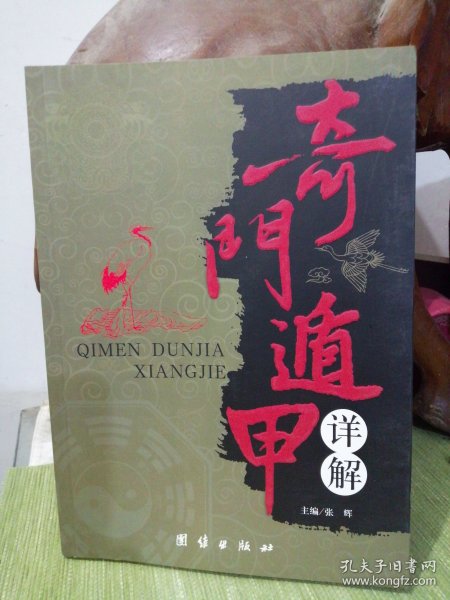 奇門遁甲
详解
QIMEN DUNJIA
XIANGJIE
主编/张 辉
团结出版社
孔夫子旧书网
www.kongfz.com